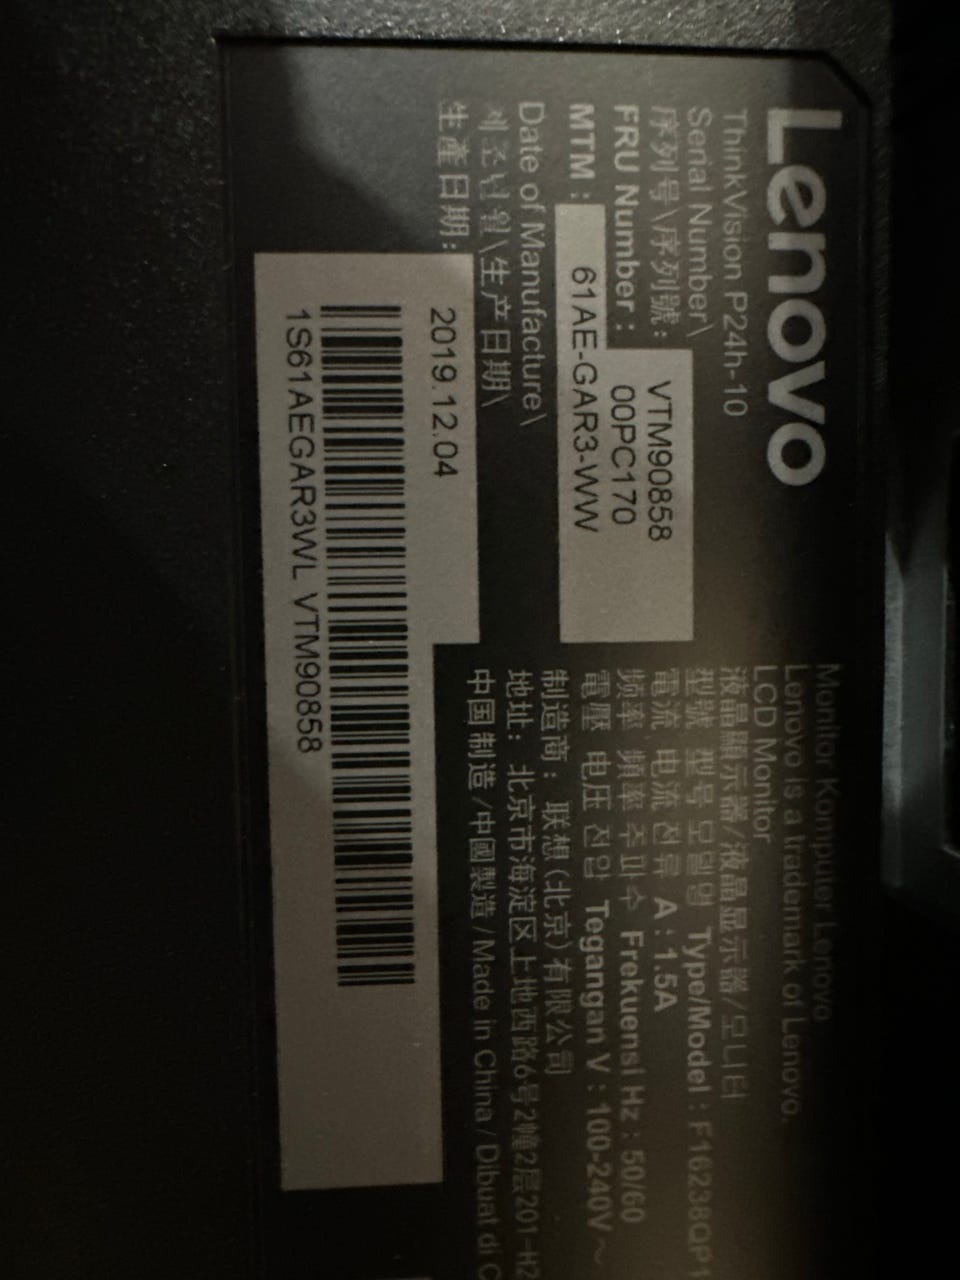 Lenovo
ThinkVision P24h-10
Serial Number\
序列号\序列號: VTM90858
FRU Number : 00PC170
MTM : 61AE-GAR3-WW
Date of Manufacture\
제조년월\生产日期\
生產日期: 2019.12.04
1S61AEGAR3WL VTM90858
Monitor Komputer Lenovo
Lenovo is a trademark of Lenovo.
LCD Monitor
液晶顯示器/液晶显示器/모니터
型號 型号 모델명 Type/Model : F16238QP1
電流 电流 전류 A : 1.5A
頻率 频率 주파수 Frekuensi Hz : 50/60
電壓 电压 전압 Tegangan V : 100-240V～
制造商 : 联想(北京)有限公司
地址: 北京市海淀区上地西路6号2幢2层201-H2
中国制造/中國製造/Made in China/Dibuat di C